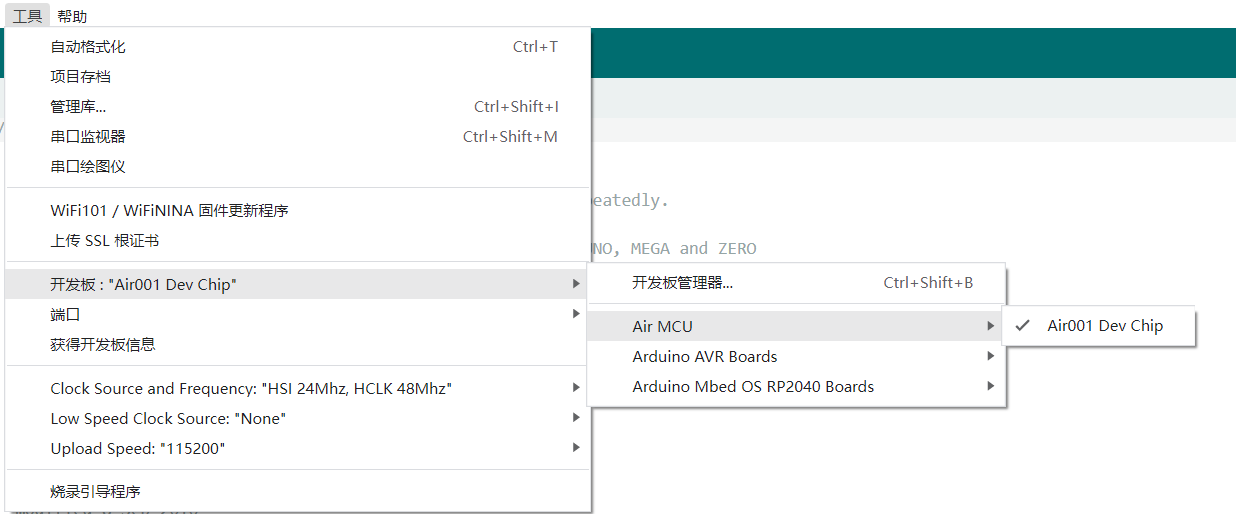 工具 帮助
自动格式化 Ctrl+T
项目存档
管理库... Ctrl+Shift+I
串口监视器 Ctrl+Shift+M
串口绘图仪
WiFi101 / WiFiNINA 固件更新程序
eatedly.
上传 SSL 根证书
NO, MEGA and ZERO
开发板 : "Air001 Dev Chip"
端口
获得开发板信息
Clock Source and Frequency: "HSI 24Mhz, HCLK 48Mhz"
Low Speed Clock Source: "None"
Upload Speed: "115200"
烧录引导程序
开发板管理器... Ctrl+Shift+B
Air MCU
Arduino AVR Boards
Arduino Mbed OS RP2040 Boards
Air001 Dev Chip